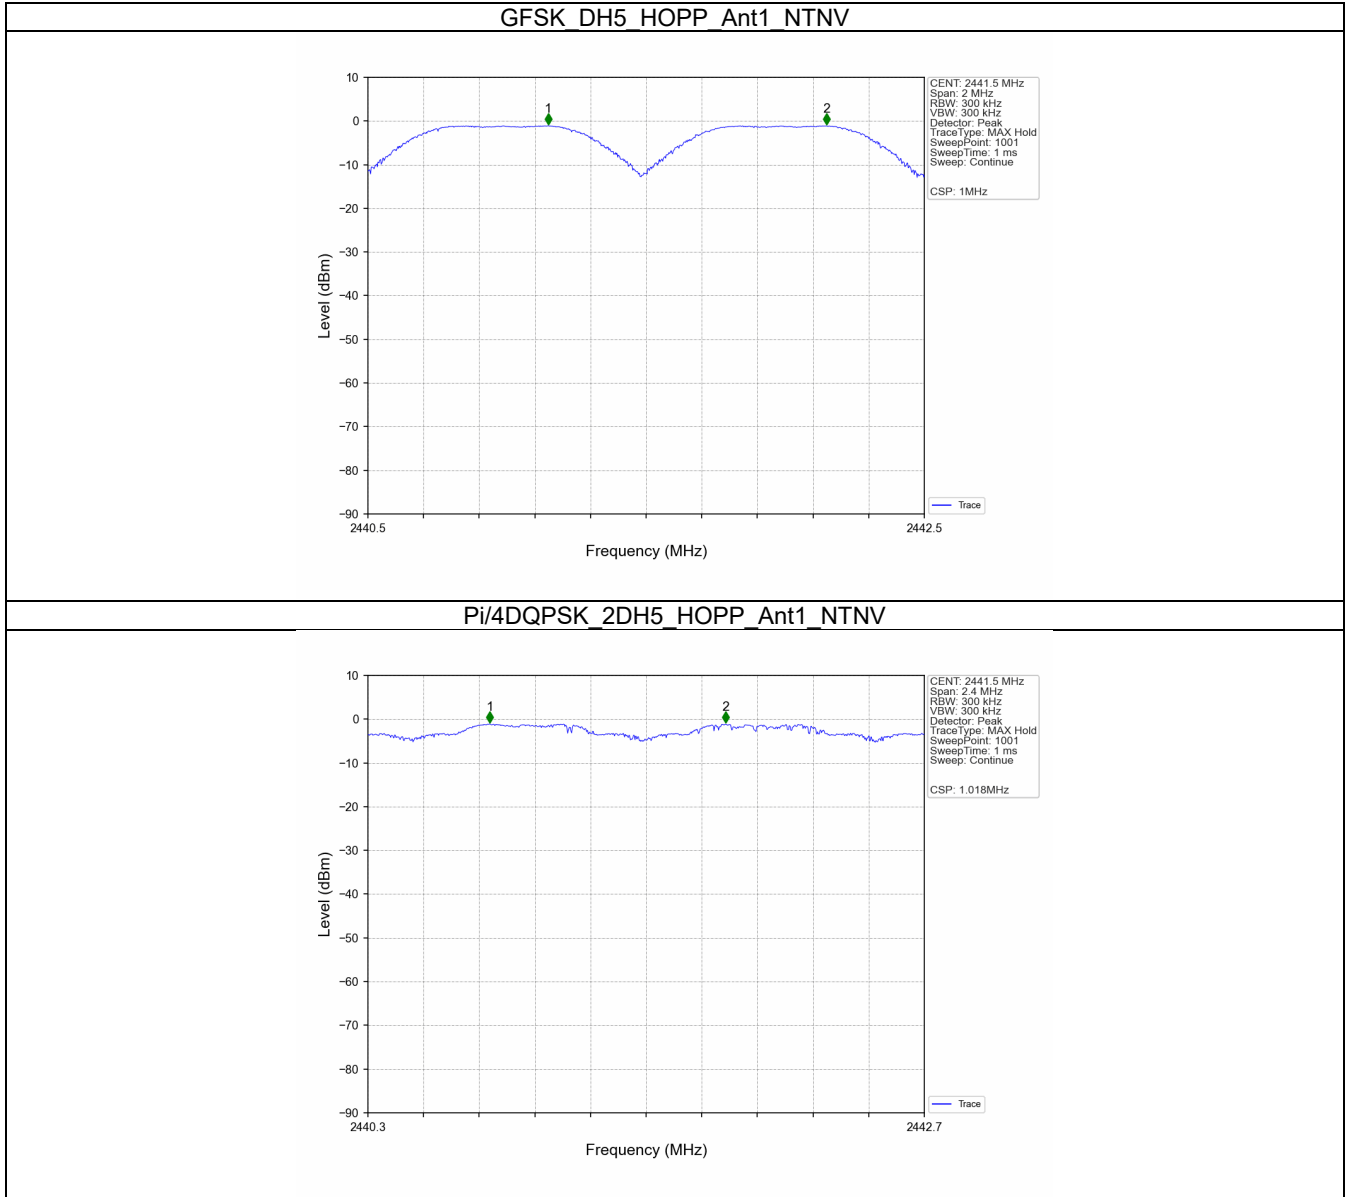 GFSK_DH5_HOPP_Ant1_NTNV
10
0
−10
−20
−30
−40
−50
−60
−70
−80
−90
Level (dBm)
1
2
2440.5
2442.5
Frequency (MHz)
CENT: 2441.5 MHz
Span: 2 MHz
RBW: 300 kHz
VBW: 300 kHz
Detector: Peak
TraceType: MAX Hold
SweepPoint: 1001
SweepTime: 1 ms
Sweep: Continue
CSP: 1MHz
Trace
Pi/4DQPSK_2DH5_HOPP_Ant1_NTNV
10
0
−10
−20
−30
−40
−50
−60
−70
−80
−90
Level (dBm)
1
2
2440.3
2442.7
Frequency (MHz)
CENT: 2441.5 MHz
Span: 2.4 MHz
RBW: 300 kHz
VBW: 300 kHz
Detector: Peak
TraceType: MAX Hold
SweepPoint: 1001
SweepTime: 1 ms
Sweep: Continue
CSP: 1.018MHz
Trace